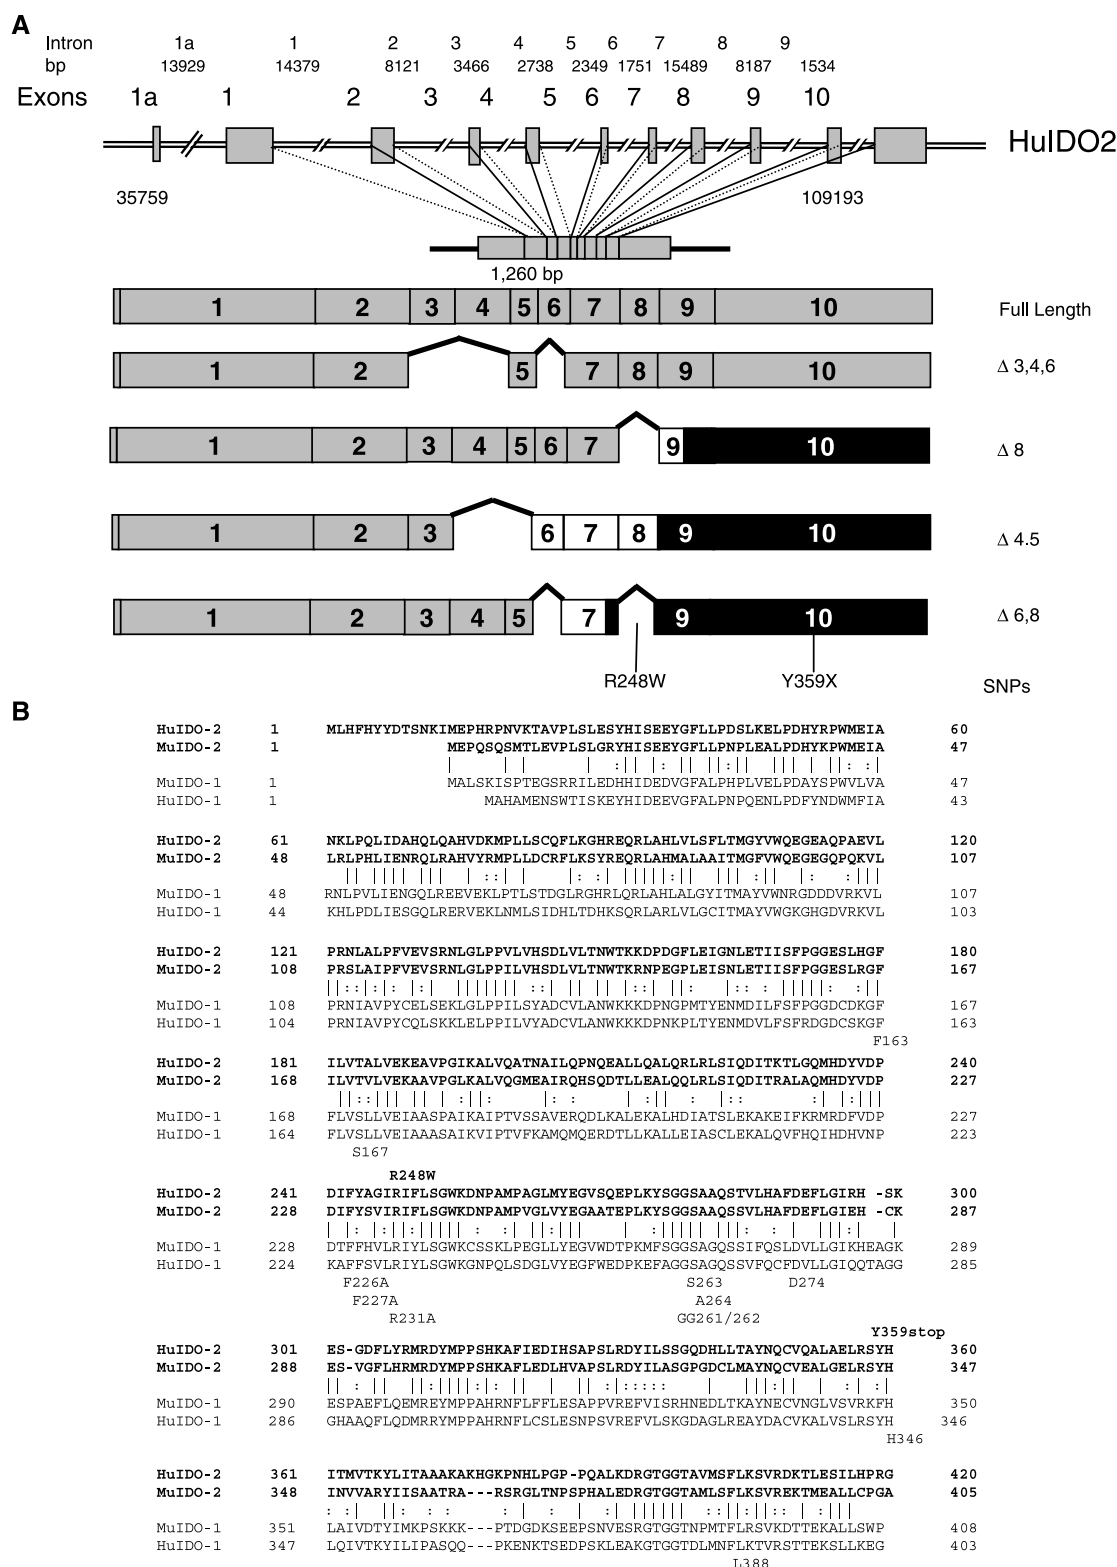 A
Intron 1a 1 2 3 4 5 6 7 8 9
bp 13929 14379 8121 3466 2738 2349 1751 15489 8187 1534
Exons 1a 1 2 3 4 5 6 7 8 9 10
HuIDO2
35759 109193
1,260 bp
1 2 3 4 5 6 7 8 9 10 Full Length
1 2 5 7 8 9 10 Δ 3,4,6
1 2 3 4 5 6 7 9 10 Δ 8
1 2 3 6 7 8 9 10 Δ 4.5
1 2 3 4 5 7 9 10 Δ 6,8
R248W Y359X SNPs
B
HuIDO-2 1 MLHFHYYDTSNKIMEPHRPNVKTAVPLSLESYHISEEYGFLLPDSLKELPDHYRPWMEIA 60
MuIDO-2 1 MEPQSQSMTLEVPLSLGRYHISEEYGFLLPNPLEALPDHYKPWMEIA 47
MuIDO-1 1 MALSKISPTEGSRRILEDHHIDEDVGFALPHPLVELPDAYSPWVLVA 47
HuIDO-1 1 MAHAMENSWTISKEYHIDEEVGFALPNPQENLPDFYNDWMFIA 43
HuIDO-2 61 NKLPQLIDAHQLQAHVDKMPLLSCQFLKGHREQRLAHLVLSFLTMGYVWQEGEAQPAEVL 120
MuIDO-2 48 LRLPHLIENRQLRAHVYRMPLLDCRFLKSYREQRLAHMALAAITMGFVWQEGEGQPQKVL 107
MuIDO-1 48 RNLPVLIENGQLREEVEKLPTLSTDGLRGHRLQRLAHLALGYITMAYVWNRGDDDVRKVL 107
HuIDO-1 44 KHLPDLIESGQLRERVEKLNMLSIDHLTDHKSQRLARLVLGCITMAYVWGKGHGDVRKVL 103
HuIDO-2 121 PRNLALPFVEVSRNLGLPPVLVHSDLVLTNWTKKDPDGFLEIGNLETIISFPGGESLHGF 180
MuIDO-2 108 PRSLAIPFVEVSRNLGLPPILVHSDLVLTNWTKRNPEGPLEISNLETIISFPGGESLRGF 167
MuIDO-1 108 PRNIAVPYCELSEKLGLPPILSYADCVLANWKKKDPNGPMTYENMDILFSFPGGDCDKGF 167
HuIDO-1 104 PRNIAVPYCQLSKKLELPPILVYADCVLANWKKKDPNKPLTYENMDVLFSFRDGDCSKGF 163
F163
HuIDO-2 181 ILVTALVEKEAVPGIKALVQATNAILQPNQEALLQALQRLRLSIQDITKTLGQMHDYVDP 240
MuIDO-2 168 ILVTVLVEKAAVPGLKALVQGMEAIRQHSQDTLLEALQQLRLSIQDITRALAQMHDYVDP 227
MuIDO-1 168 FLVSLLVEIAASPAIKAIPTVSSAVERQDLKALEKALHDIATSLEKAKEIFKRMRDFVDP 227
HuIDO-1 164 FLVSLLVEIAAASAIKVIPTVFKAMQMQERDTLLKALLEIASCLEKALQVFHQIHDHVNP 223
S167
R248W
HuIDO-2 241 DIFYAGIRIFLSGWKDNPAMPAGLMYEGVSQEPLKYSGGSAAQSTVLHAFDEFLGIRH -SK 300
MuIDO-2 228 DIFYSVIRIFLSGWKDNPAMPVGLVYEGAATEPLKYSGGSAAQSSVLHAFDEFLGIEH -CK 287
MuIDO-1 228 DTFFHVLRIYLSGWKCSSKLPEGLLYEGVWDTPKMFSGGSAGQSSIFQSLDVLLGIKHEAGK 289
HuIDO-1 224 KAFFSVLRIYLSGWKGNPQLSDGLVYEGFWEDPKEFAGGSAGQSSVFQCFDVLLGIQQTAGG 285
F226A S263 D274
F227A A264
R231A GG261/262
Y359stop
HuIDO-2 301 ES-GDFLYRMRDYMPPSHKAFIEDIHSAPSLRDYILSSGQDHLLTAYNQCVQALAELRSYH 360
MuIDO-2 288 ES-VGFLHRMRDYMPPSHKAFLEDLHVAPSLRDYILASGPGDCLMAYNQCVEALGELRSYH 347
MuIDO-1 290 ESPAEFLQEMREYMPPAHRNFLFFLESAPPVREFVISRHNEDLTKAYNECVNGLVSVRKFH 350
HuIDO-1 286 GHAAQFLQDMRRYMPPAHRNFLCSLESNPSVREFVLSKGDAGLREAYDACVKALVSLRSYH 346
H346
HuIDO-2 361 ITMVTKYLITAAAKAKHGKPNHLPGP-PQALKDRGTGGTAVMSFLKSVRDKTLESILHPRG 420
MuIDO-2 348 INVVARYIISAATRA---RSRGLTNPSPHALEDRGTGGTAMLSFLKSVREKTMEALLCPGA 405
MuIDO-1 351 LAIVDTYIMKPSKKK---PTDGDKSEEPSNVESRGTGGTNPMTFLRSVKDTTEKALLSWP 408
HuIDO-1 347 LQIVTKYILIPASQQ---PKENKTSEDPSKLEAKGTGGTDLMNFLKTVRSTTEKSLLKEG 403
L388